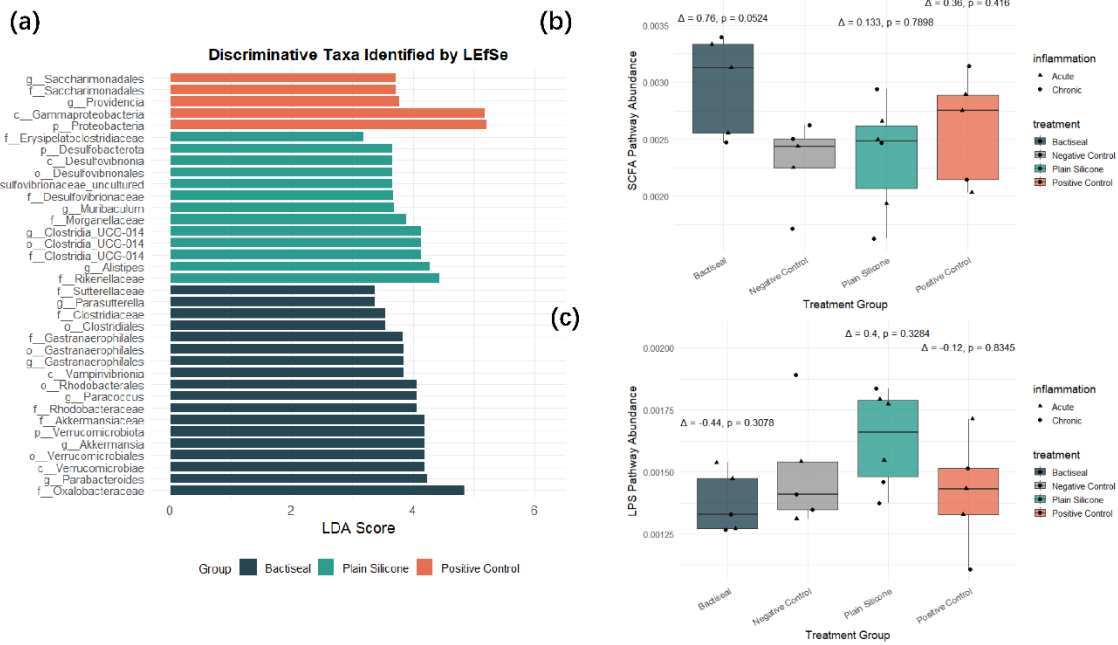 (a)
Discriminative Taxa Identified by LEfSe
g__Saccharimonadales
f__Saccharimonadales
g__Providencia
c__Gammaproteobacteria
p__Proteobacteria
f__Erysipelatoclostridiaceae
p__Desulfobacterota
c__Desulfovibrionia
o__Desulfovibrionales
sulfovibrionaceae_uncultured
f__Desulfovibrionaceae
g__Muribaculum
f__Morganellaceae
g__Clostridia_UCG-014
o__Clostridia_UCG-014
f__Clostridia_UCG-014
g__Alistipes
f__Rikenellaceae
f__Sutterellaceae
g__Parasutterella
f__Clostridiaceae
o__Clostridiales
f__Gastranaerophilales
o__Gastranaerophilales
g__Gastranaerophilales
c__Vampirivibrionia
o__Rhodobacterales
g__Paracoccus
f__Rhodobacteraceae
f__Akkermansiaceae
p__Verrucomicrobiota
g__Akkermansia
o__Verrucomicrobiales
c__Verrucomicrobiae
g__Parabacteroides
f__Oxalobacteraceae
0 2 4 6
LDA Score
Group Bactiseal Plain Silicone Positive Control
(b)
Δ = 0.76, p = 0.0524
Δ = 0.133, p = 0.7898
Δ = 0.36, p = 0.416
SCFA Pathway Abundance
0.0035
0.0030
0.0025
0.0020
Bactiseal
Negative Control
Plain Silicone
Positive Control
Treatment Group
inflammation
Acute
Chronic
treatment
Bactiseal
Negative Control
Plain Silicone
Positive Control
(c)
Δ = -0.44, p = 0.3078
Δ = 0.4, p = 0.3284
Δ = -0.12, p = 0.8345
LPS Pathway Abundance
0.00200
0.00175
0.00150
0.00125
Bactiseal
Negative Control
Plain Silicone
Positive Control
Treatment Group
inflammation
Acute
Chronic
treatment
Bactiseal
Negative Control
Plain Silicone
Positive Control